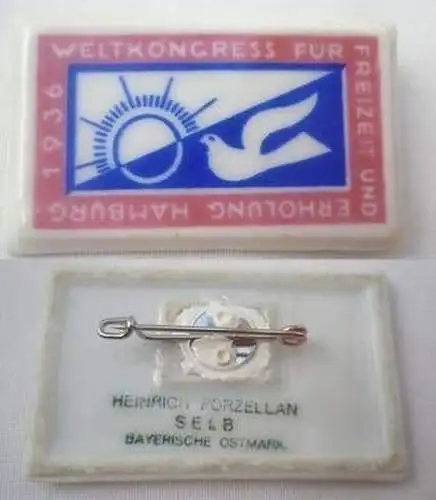 WELTKONGRESS FÜR
FREIZEIT UND
ERHOLUNG HAMBURG
1936
HEINRICH PORZELLAN
SELB
BAYERISCHE OSTMARK